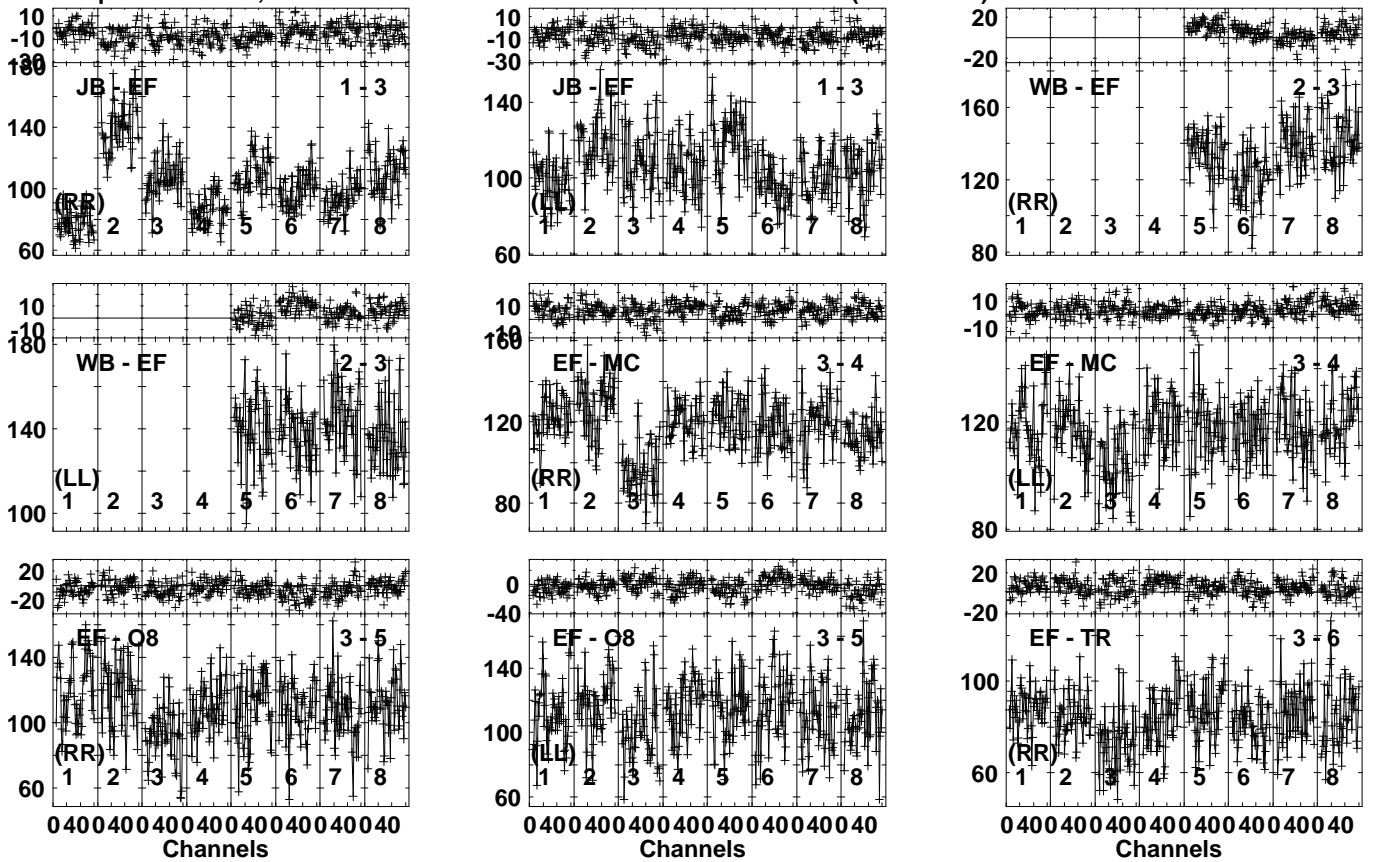 10 -10 -30
180 140 100 60
JB - EF 1 - 3
(RR)
1 2 3 4 5 6 7 8
10 -10 -30
140 100 60
JB - EF 1 - 3
(LL)
1 2 3 4 5 6 7 8
20 -20
160 120 80
WB - EF 2 - 3
(RR)
1 2 3 4 5 6 7 8
10 -10
180 140 100
WB - EF 2 - 3
(LL)
1 2 3 4 5 6 7 8
10 -10
160 120 80
EF - MC 3 - 4
(RR)
1 2 3 4 5 6 7 8
10 -10
120 80
EF - MC 3 - 4
(LL)
1 2 3 4 5 6 7 8
20 -20
140 100 60
EF - O8 3 - 5
(RR)
1 2 3 4 5 6 7 8
0 40 0 40 0 40 0 40 0 40 0 40 0 40 0 40
Channels
0 -40
140 100 60
EF - O8 3 - 5
(LL)
1 2 3 4 5 6 7 8
0 40 0 40 0 40 0 40 0 40 0 40 0 40 0 40
Channels
20 -20
100 60
EF - TR 3 - 6
(RR)
1 2 3 4 5 6 7 8
0 40 0 40 0 40 0 40 0 40 0 40 0 40 0 40
Channels